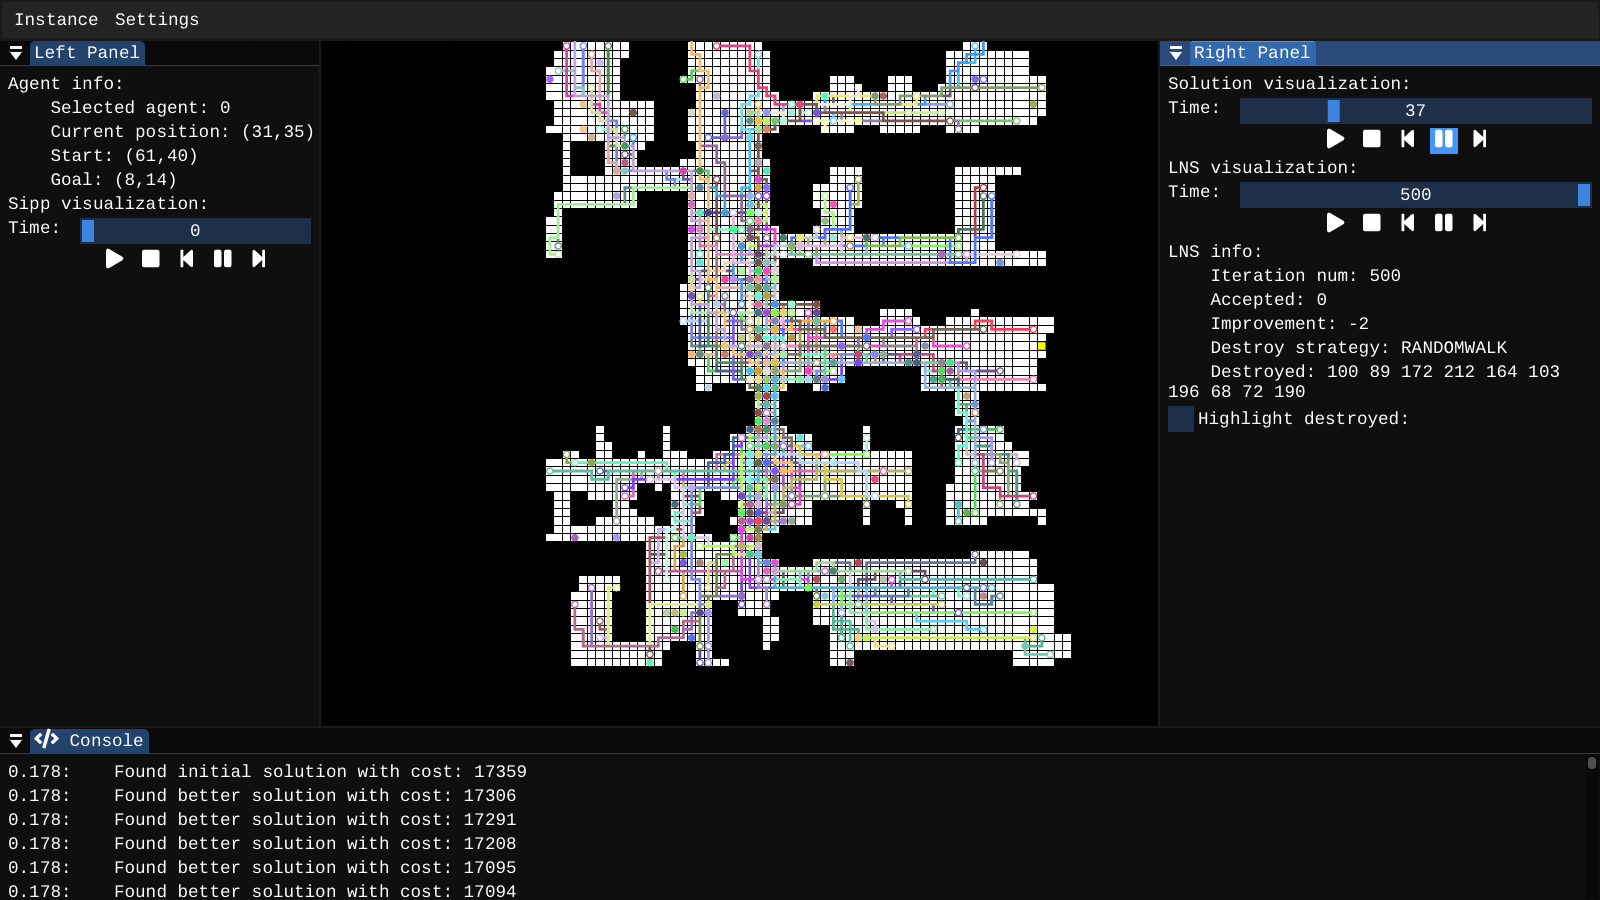 Instance Settings
Left Panel
Agent info:
Selected agent: 0
Current position: (31,35)
Start: (61,40)
Goal: (8,14)
Sipp visualization:
Time: 0
Right Panel
Solution visualization:
Time: 37
LNS visualization:
Time: 500
LNS info:
Iteration num: 500
Accepted: 0
Improvement: -2
Destroy strategy: RANDOMWALK
Destroyed: 100 89 172 212 164 103
196 68 72 190
Highlight destroyed:
Console
0.178: Found initial solution with cost: 17359
0.178: Found better solution with cost: 17306
0.178: Found better solution with cost: 17291
0.178: Found better solution with cost: 17208
0.178: Found better solution with cost: 17095
0.178: Found better solution with cost: 17094